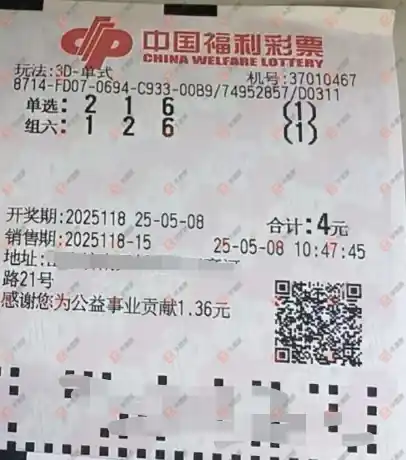 中国福利彩票
CHINA WELFARE LOTTERY
玩法:3D-单式 机号:37010467
8714-FD07-0694-C933-00B9/74952857/D0311
单选: 2 1 6 (1)
组六: 1 2 6 (1)
开奖期:2025118 25-05-08 合计:4元
销售期:2025118-15 25-05-08 10:47:45
地址:
路21号
感谢您为公益事业贡献1.36元